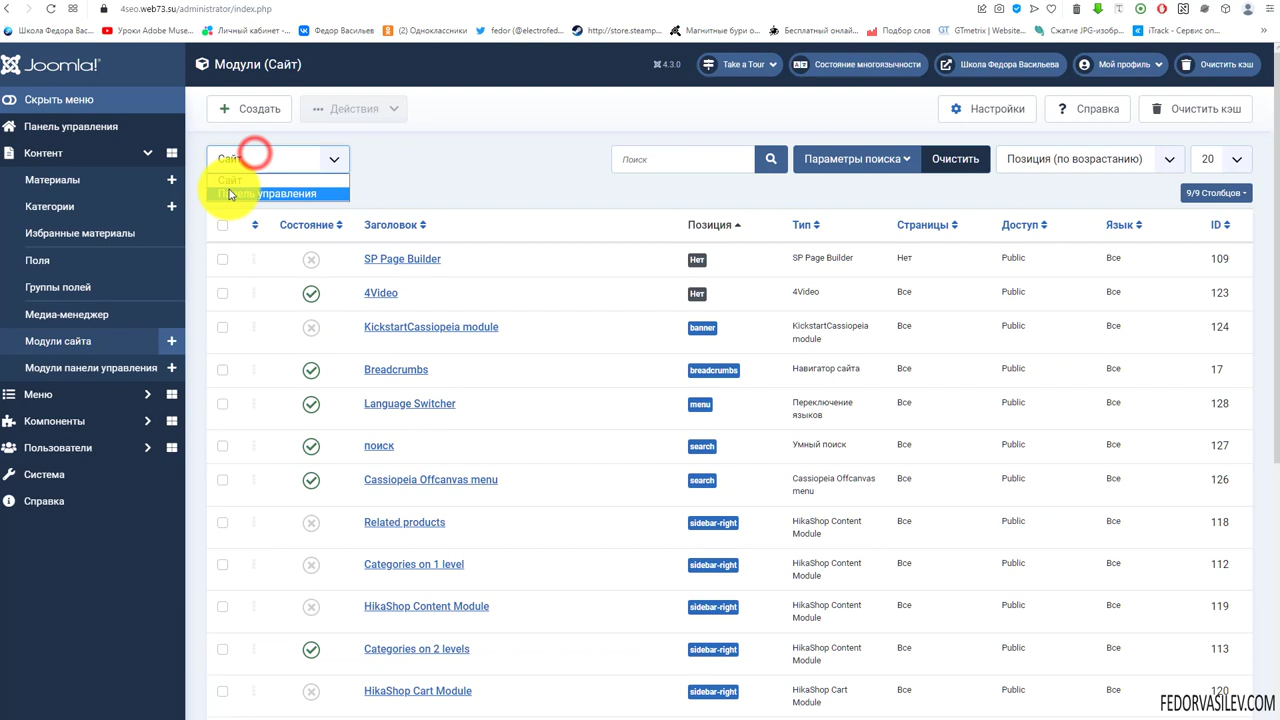 4seo.web73.su/administrator/index.php
Школа Федора Васи...
Уроки Adobe Muse...
Личный кабинет -...
Федор Васильев
(2) Одноклассники
fedor (@electrofed...
http://store.steamp...
Магнитные бури о...
Бесплатный онлай...
Подбор слов
GTmetrix | Website...
Сжатие JPG-изобр...
iTrack - Сервис оп...
Joomla!
Модули (Сайт)
4.3.0
Take a Tour
Состояние многоязычности
Школа Федора Васильева
Мой профиль
Очистить кэш
Скрыть меню
Панель управления
Контент
Материалы
Категории
Избранные материалы
Поля
Группы полей
Медиа-менеджер
Модули сайта
Модули панели управления
Меню
Компоненты
Пользователи
Система
Справка
Создать
Действия
Настройки
Справка
Очистить кэш
Сайт
Сайт
Панель управления
Поиск
Параметры поиска
Очистить
Позиция (по возрастанию)
20
9/9 Столбцов
Состояние Заголовок Позиция Тип Страницы Доступ Язык ID
SP Page Builder Нет SP Page Builder Нет Public Все 109
4Video Нет 4Video Все Public Все 123
KickstartCassiopeia module banner KickstartCassiopeia Все Public Все 124
module
Breadcrumbs breadcrumbs Навигатор сайта Все Public Все 17
Language Switcher menu Переключение Все Public Все 128
языков
поиск search Умный поиск Все Public Все 127
Cassiopeia Offcanvas menu search Cassiopeia Offcanvas Все Public Все 126
menu
Related products sidebar-right HikaShop Content Все Public Все 118
Module
Categories on 1 level sidebar-right HikaShop Content Все Public Все 112
Module
HikaShop Content Module sidebar-right HikaShop Content Все Public Все 119
Module
Categories on 2 levels sidebar-right HikaShop Content Все Public Все 113
Module
HikaShop Cart Module sidebar-right HikaShop Cart Все Public Все 120
Module
FEDORVASILEV.COM